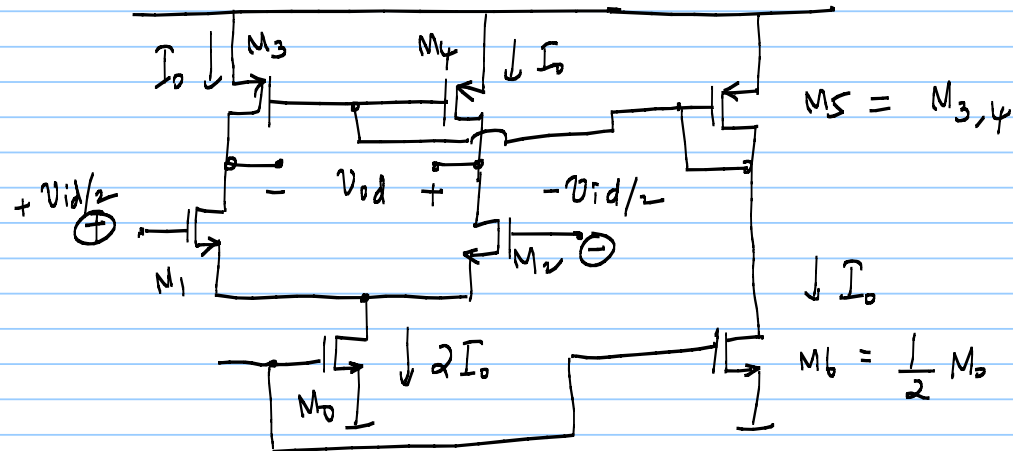 I₀ ↓ M3
M4 ↓ I₀
M5 = M3,4
+ Vid/2
- Vod +
- Vid/2
+
-
M1
M2
↓ I₀
↓ 2I₀
M0
M6 = 1/2 M0